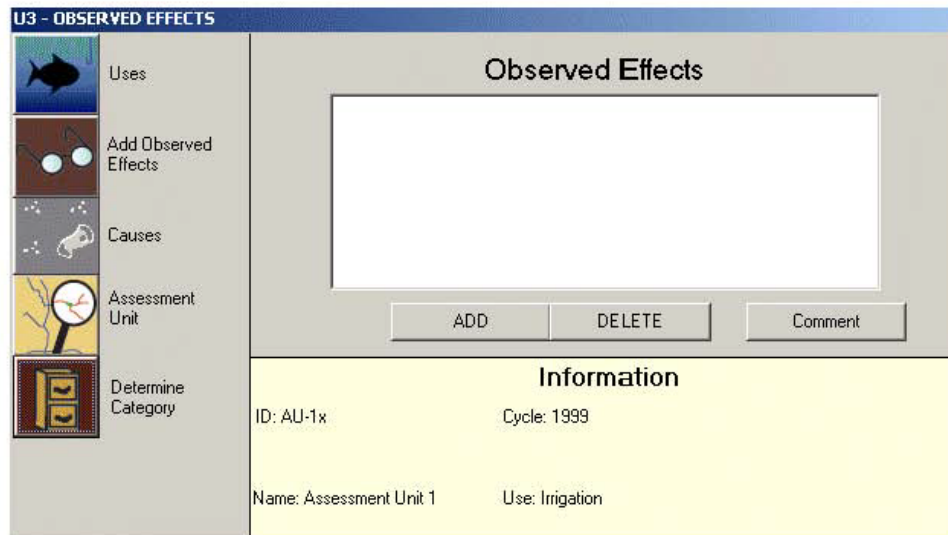 U3 - OBSERVED EFFECTS
Uses
Add Observed
Effects
Causes
Assessment
Unit
Determine
Category
Observed Effects
ADD
DELETE
Comment
Information
ID: AU-1x
Cycle: 1999
Name: Assessment Unit 1
Use: Irrigation